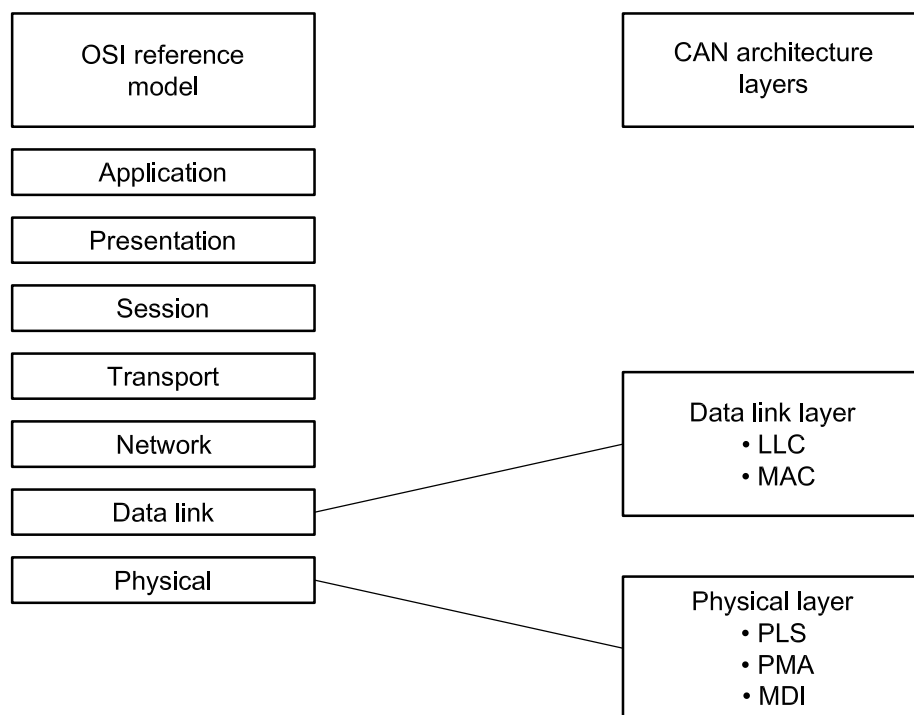 OSI reference
model
CAN architecture
layers
Application
Presentation
Session
Transport
Network
Data link
Physical
Data link layer
• LLC
• MAC
Physical layer
• PLS
• PMA
• MDI